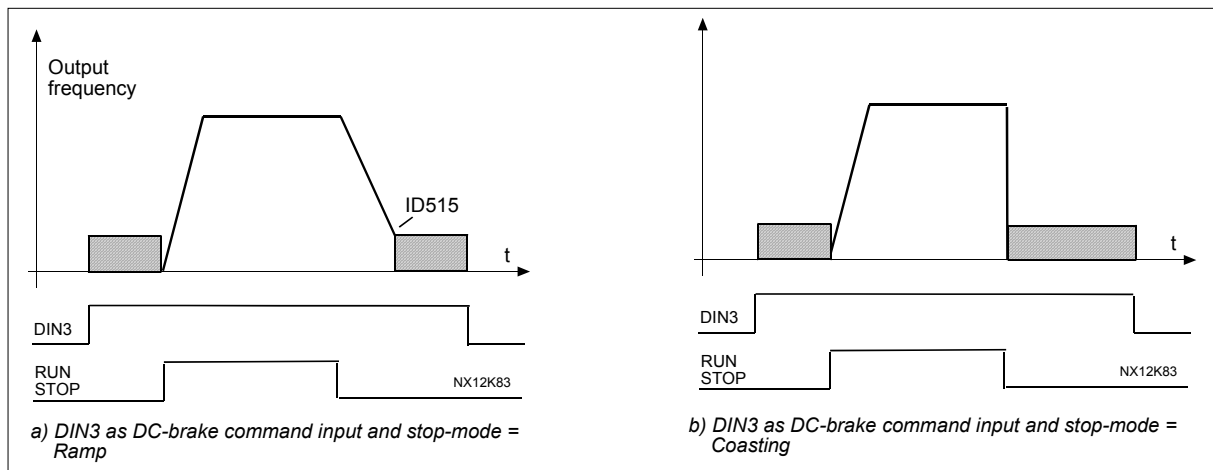 Output
frequency
ID515
t
DIN3
RUN
STOP
NX12K83
a) DIN3 as DC-brake command input and stop-mode =
Ramp
t
DIN3
RUN
STOP
NX12K83
b) DIN3 as DC-brake command input and stop-mode =
Coasting